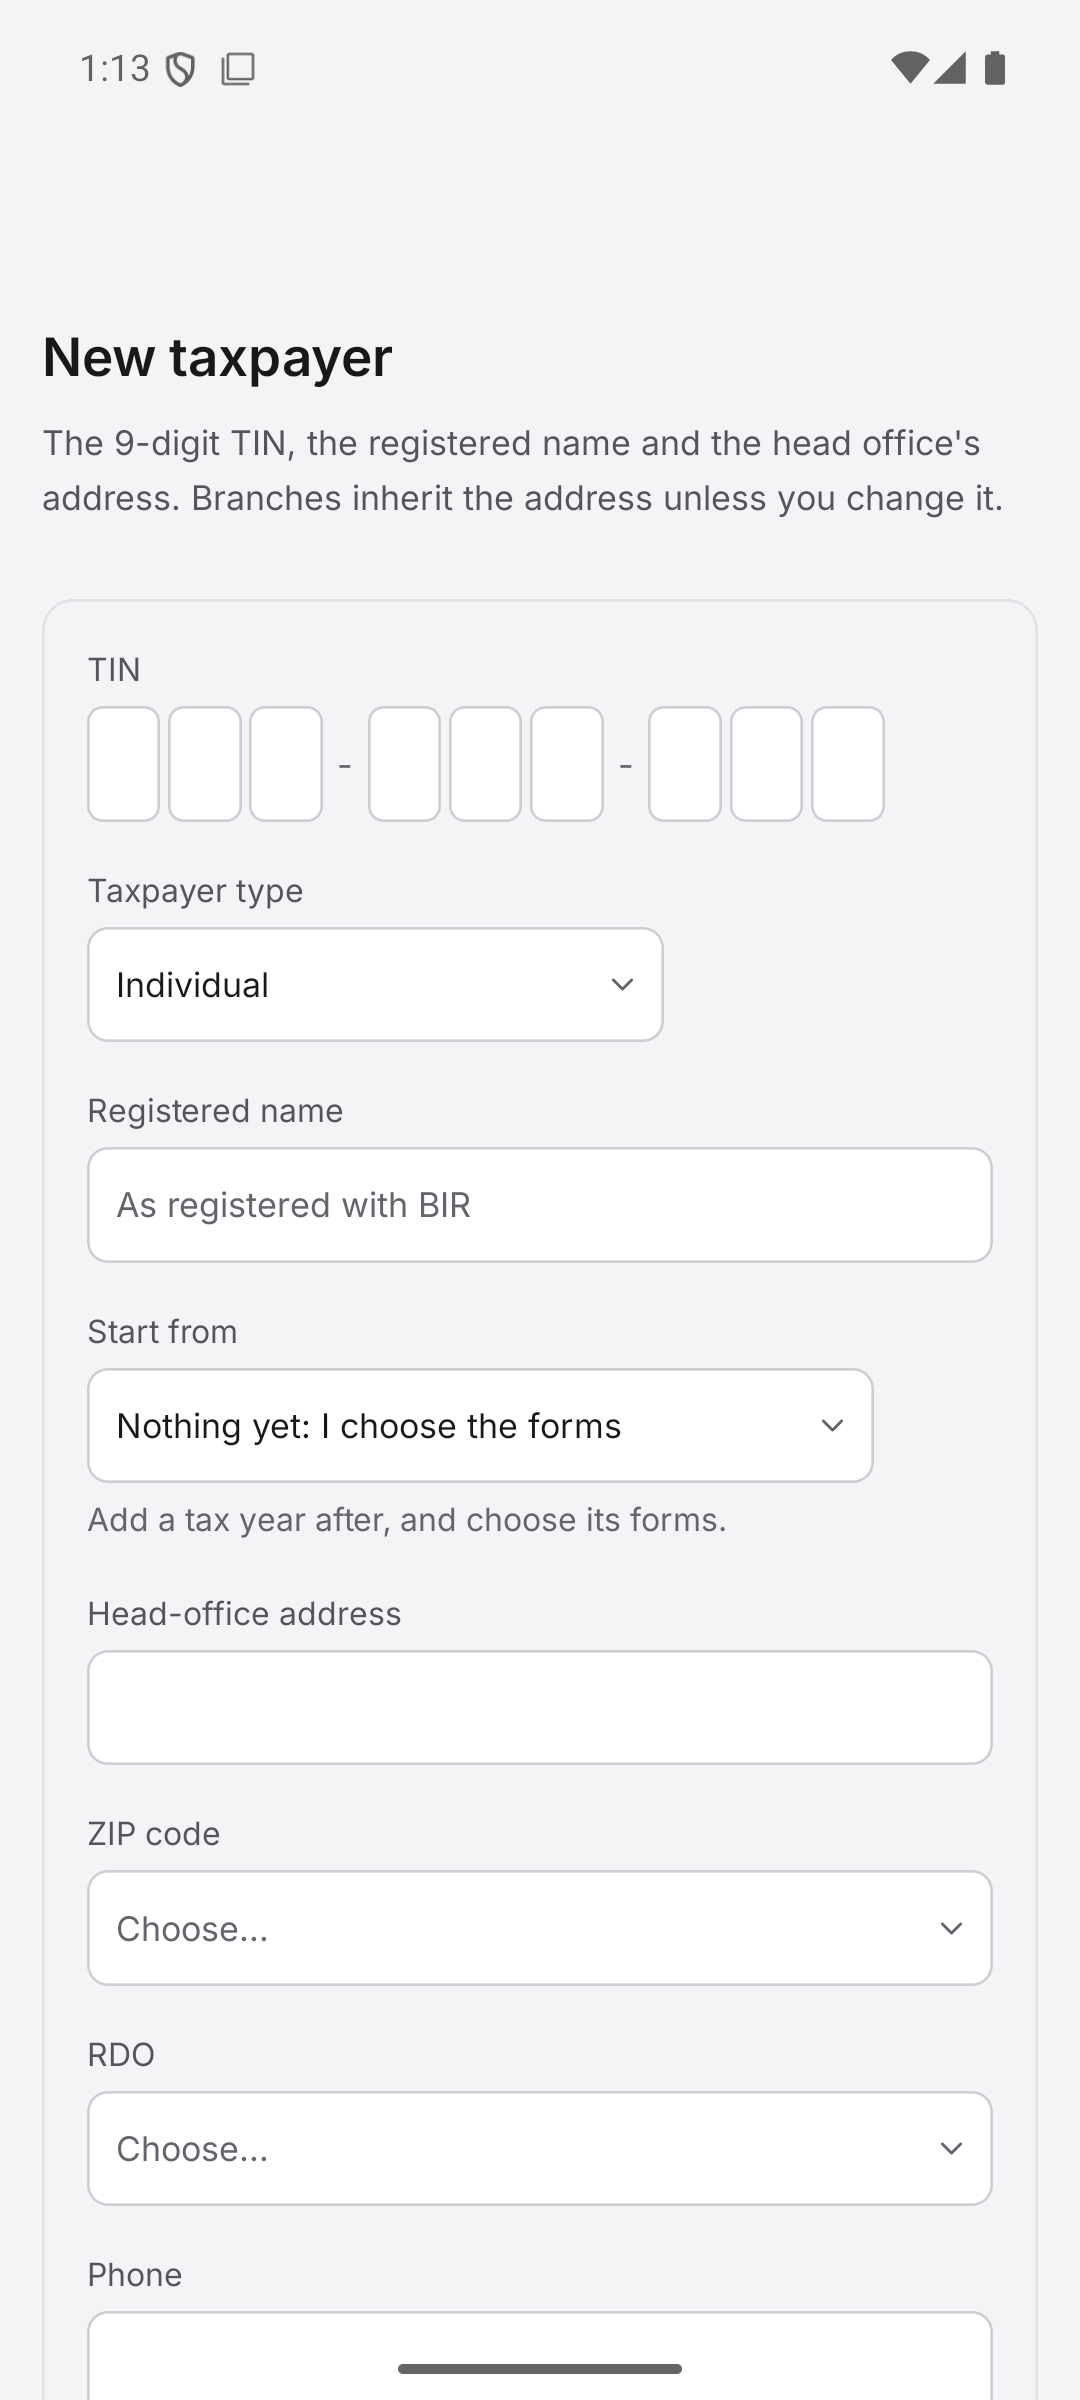 1:13
New taxpayer
The 9-digit TIN, the registered name and the head office's
address. Branches inherit the address unless you change it.
TIN
- -
Taxpayer type
Individual
Registered name
As registered with BIR
Start from
Nothing yet: I choose the forms
Add a tax year after, and choose its forms.
Head-office address
ZIP code
Choose...
RDO
Choose...
Phone